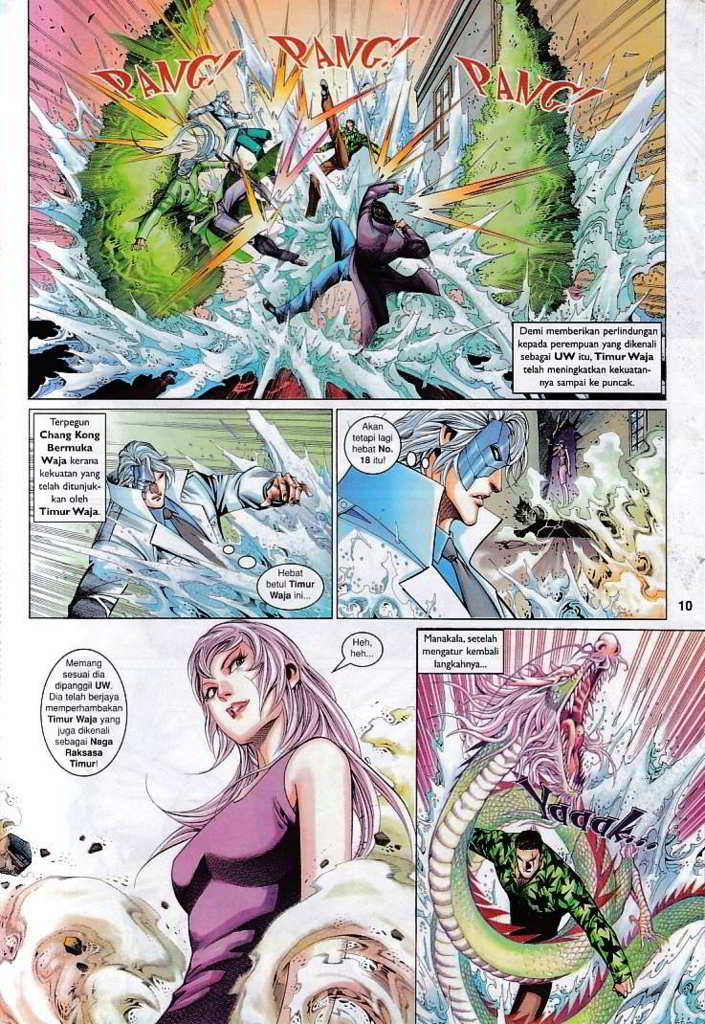 PANG!
PANG!
PANG!
Demi memberikan perlindungan
kepada perempuan yang dikenali
sebagai UW itu, Timur Waja
telah meningkatkan kekuatan-
nya sampai ke puncak.
Terpegun
Chang Kong
Bermuka
Waja kerana
kekuatan yang
telah ditunjuk-
kan oleh
Timur Waja.
Hebat
betul Timur
Waja ini...
Akan
tetapi lagi
hebat No.
18 itu!
10
Memang
sesuai dia
dipanggil UW.
Dia telah berjaya
memperhambakan
Timur Waja yang
juga dikenali
sebagai Naga
Raksasa
Timur!
Heh,
heh...
Manakala, setelah
mengatur kembali
langkahnya...
Yaaak...